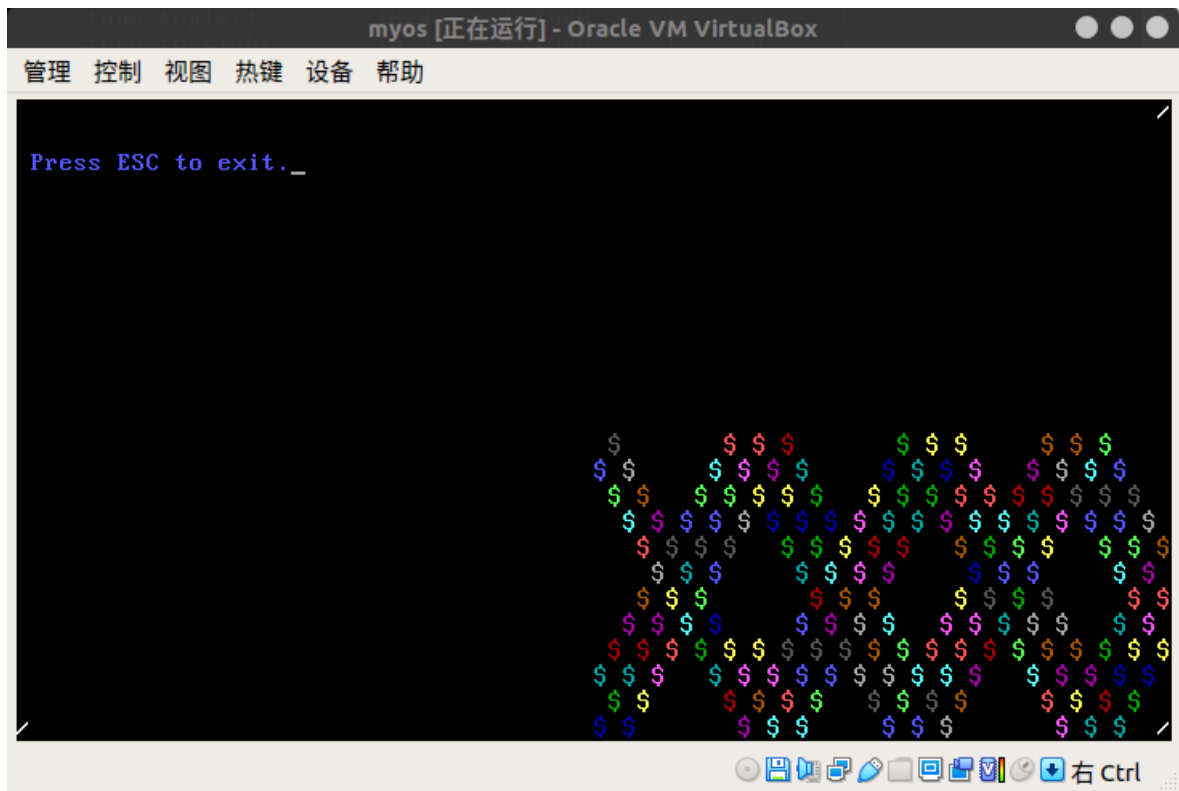 myos [正在运行] - Oracle VM VirtualBox
管理 控制 视图 热键 设备 帮助
/
Press ESC to exit._
$ $ $ $ $ $ $ $ $ $
$ $ $ $ $ $ $ $ $ $ $ $ $ $
$ $ $ $ $ $ $ $ $ $ $ $ $ $ $ $ $
$ $ $ $ $ $ $ $ $ $ $ $ $ $ $ $ $ $ $
$ $ $ $ $ $ $ $ $ $ $ $ $ $ $ $
$ $ $ $ $ $ $ $ $ $ $ $
$ $ $ $ $ $ $ $ $ $ $ $
$ $ $ $ $ $ $ $ $ $ $ $ $ $ $
$ $ $ $ $ $ $ $ $ $ $ $ $ $ $ $ $ $ $ $
$ $ $ $ $ $ $ $ $ $ $ $ $ $ $ $ $ $
$ $ $ $ $ $ $ $ $ $ $ $ $ $
/ $ $ $ $ $ $ $ $ $ $ $ /
右 Ctrl